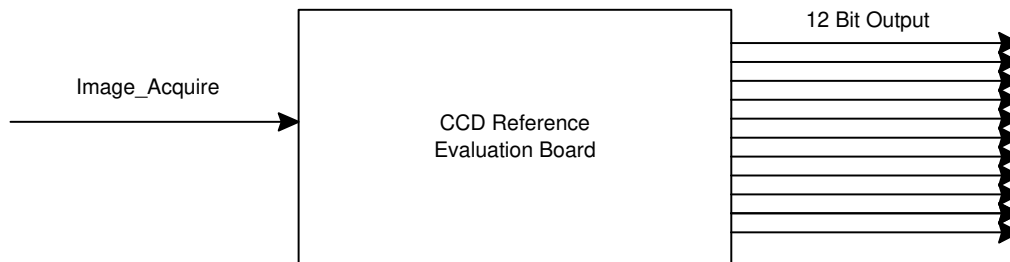 12 Bit Output
Image_Acquire
CCD Reference
Evaluation Board